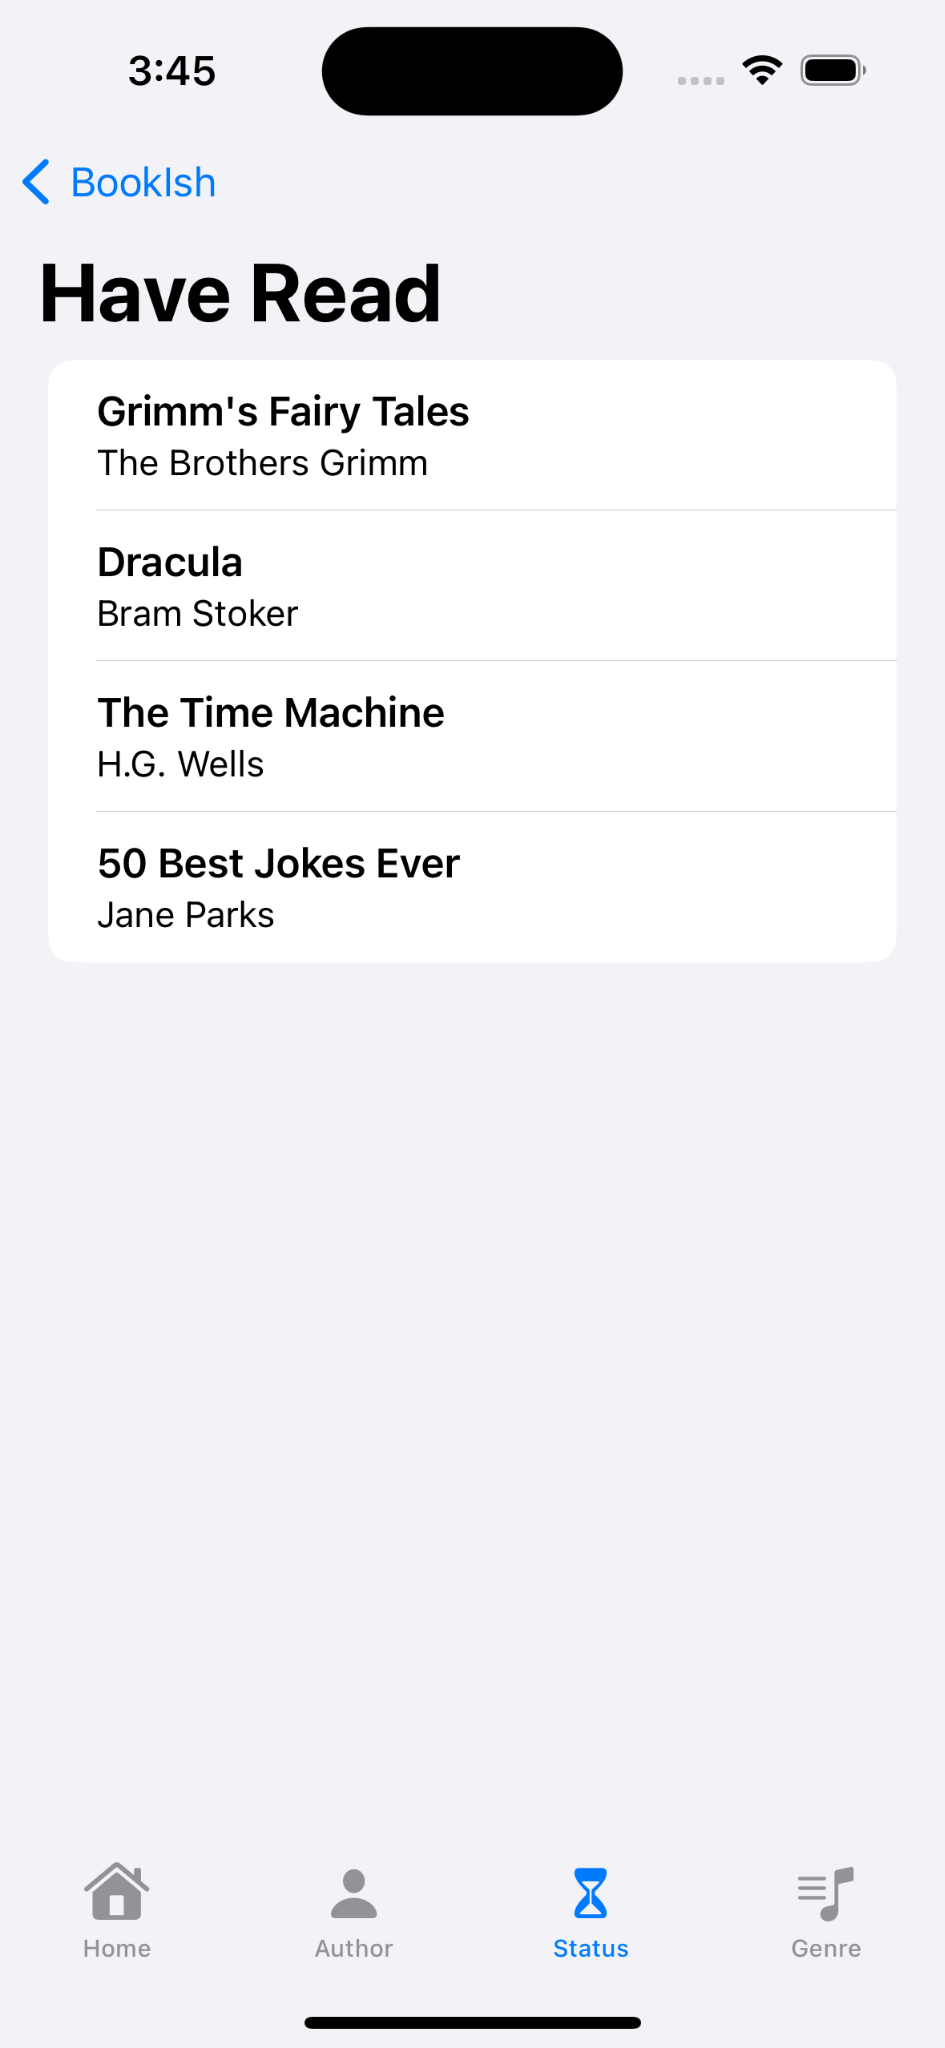 3:45
BookIsh
Have Read
Grimm's Fairy Tales
The Brothers Grimm
Dracula
Bram Stoker
The Time Machine
H.G. Wells
50 Best Jokes Ever
Jane Parks
Home
Author
Status
Genre